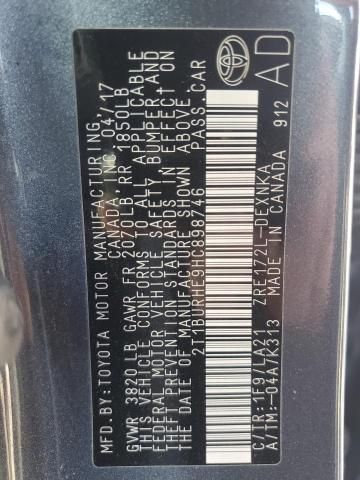 MFD.BY:TOYOTA MOTOR MANUFACTURING,
CANADA,INC. 04/17
GVWR 3820LB GAWR FR 2010LB RR 1850LB
THIS VEHICLE CONFORMS TO ALL APPLICABLE
FEDERAL MOTOR VEHICLE SAFETY, BUMPER, AND
THEFT PREVENTION STANDARDS IN EFFECT ON
THE DATE OF MANUFACTURE SHOWN ABOVE.
2T1BURHE9HC898746 PASS.CAR
C/TR:1F9/LA21 ZRE172L-DEXNKA
A/TM:-04A/K313 MADE IN CANADA 912
AD